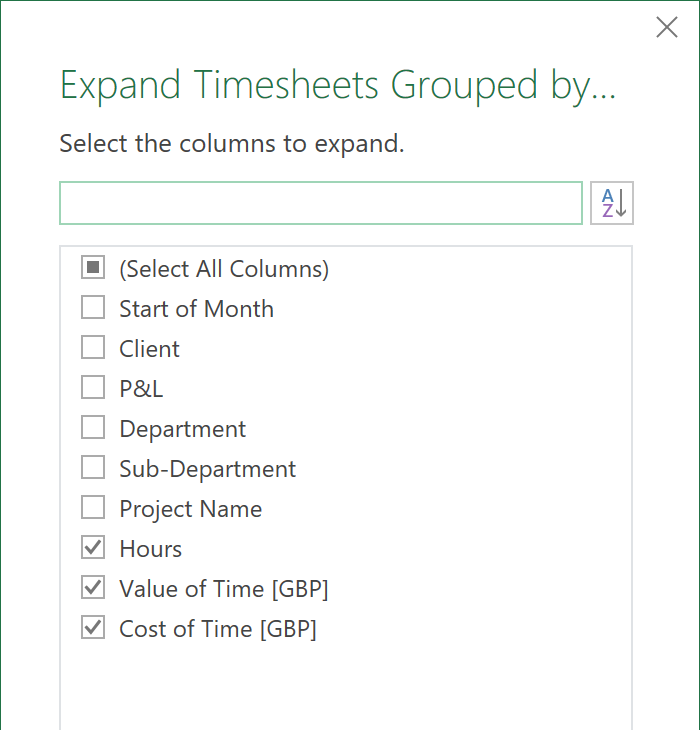 Expand Timesheets Grouped by...
Select the columns to expand.
A
Z
(Select All Columns)
Start of Month
Client
P&L
Department
Sub-Department
Project Name
Hours
Value of Time [GBP]
Cost of Time [GBP]